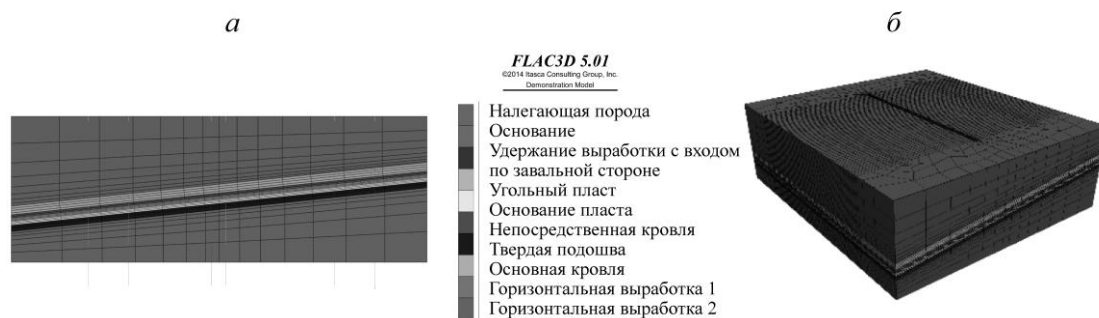 а
б
FLAC3D 5.01
©2014 Itasca Consulting Group, Inc.
Demonstration Model
Налегающая порода
Основание
Удержание выработки с входом
по завальной стороне
Угольный пласт
Основание пласта
Непосредственная кровля
Твердая подошва
Основная кровля
Горизонтальная выработка 1
Горизонтальная выработка 2